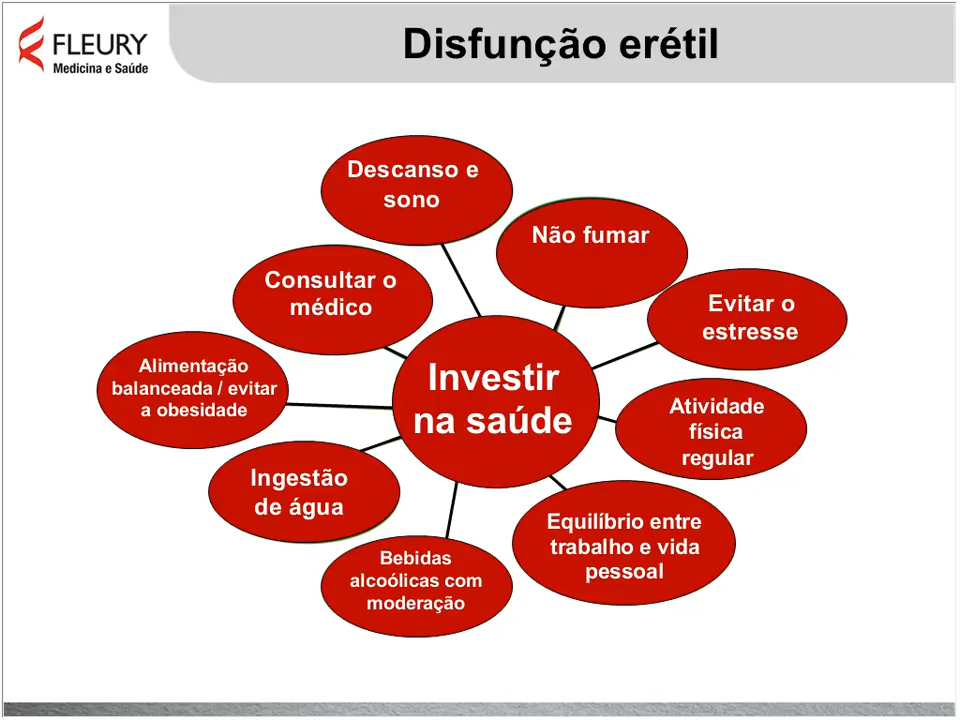 FLEURY
Medicina e Saúde
Disfunção erétil
Descanso e
sono
Não fumar
Consultar o
médico
Evitar o
estresse
Alimentação
balanceada / evitar
a obesidade
Investir
na saúde
Atividade
física
regular
Ingestão
de água
Equilíbrio entre
trabalho e vida
pessoal
Bebidas
alcoólicas com
moderação